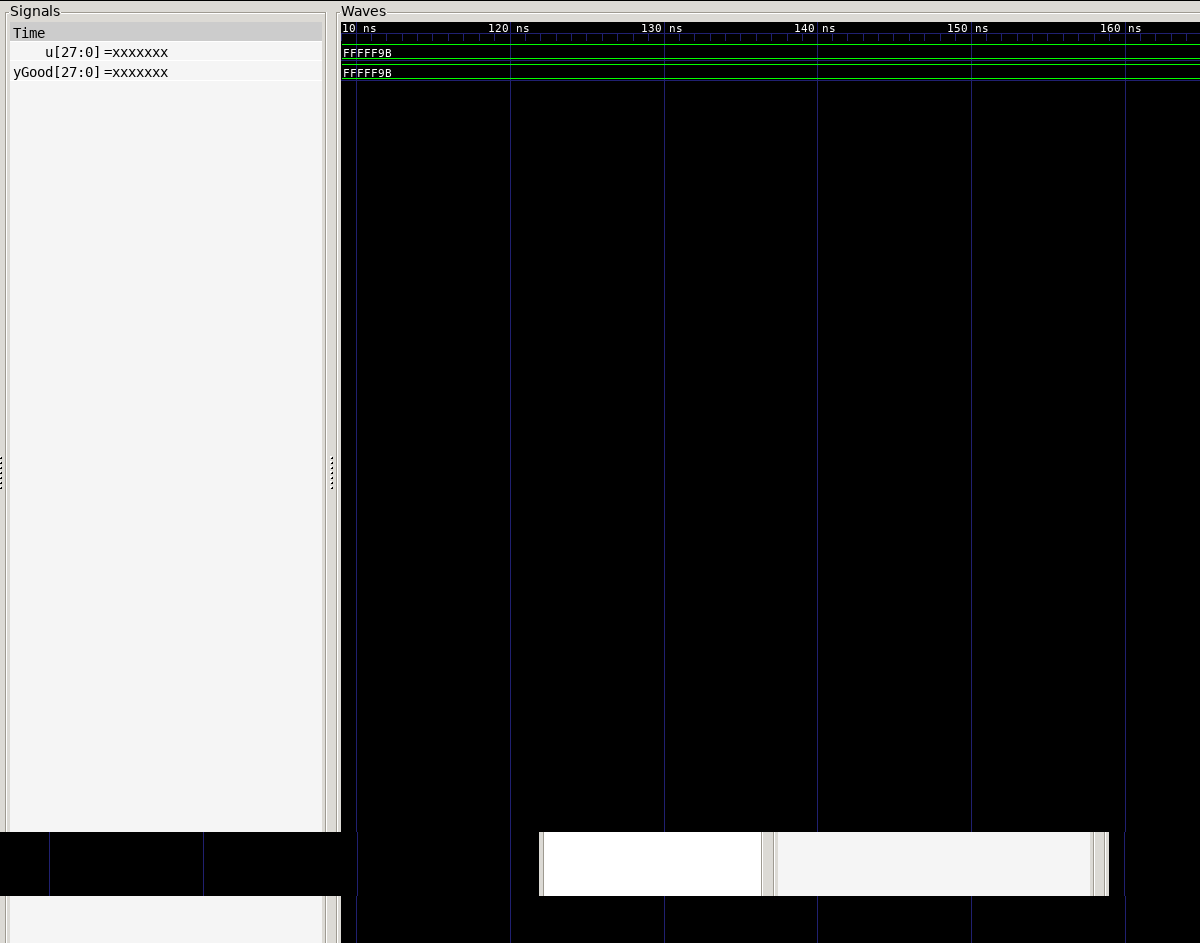 Signals
Waves
Time
10 ns 120 ns 130 ns 140 ns 150 ns 160 ns
u[27:0] =xxxxxxx
FFFFF9B
yGood[27:0] =xxxxxxx
FFFFF9B